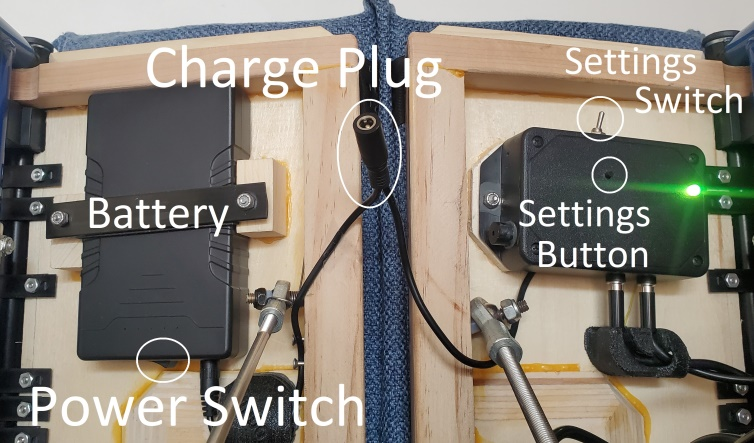 Charge Plug
Settings
Switch
Battery
Settings
Button
Power Switch